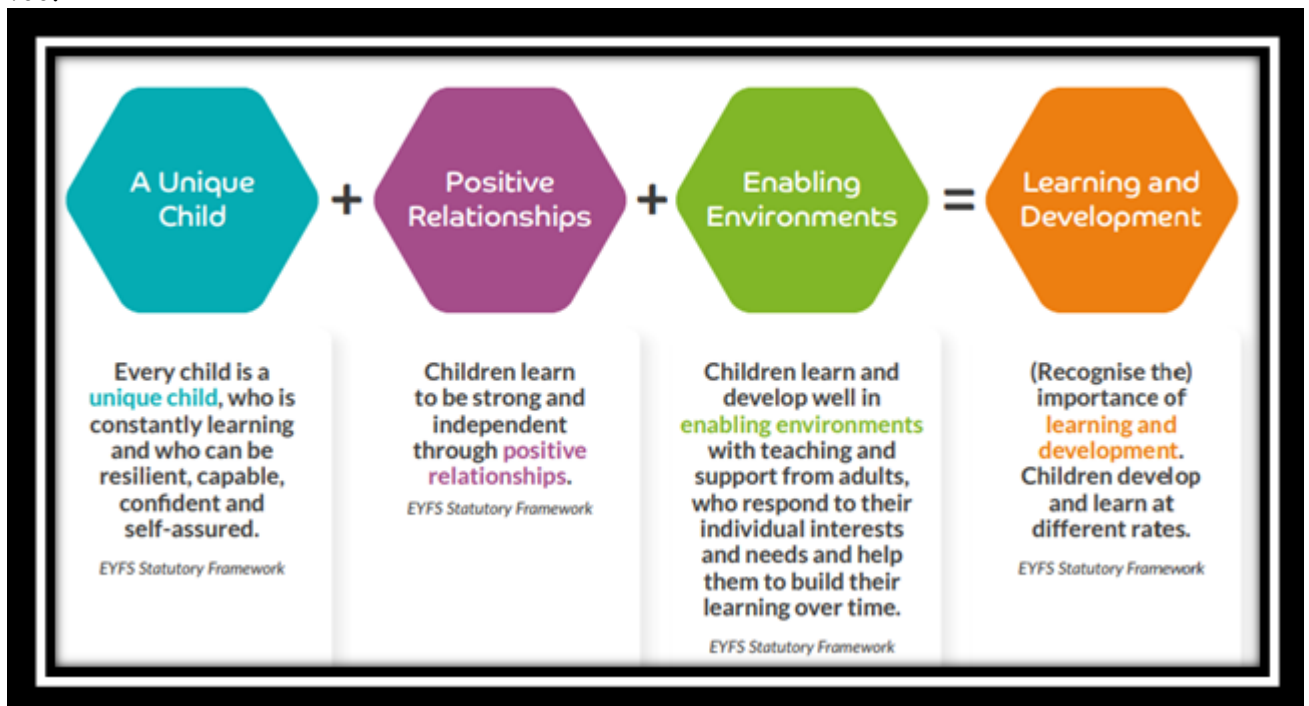 A Unique
Child
+
Positive
Relationships
+
Enabling
Environments
=
Learning and
Development
Every child is a
unique child, who is
constantly learning
and who can be
resilient, capable,
confident and
self-assured.
EYFS Statutory Framework
Children learn
to be strong and
independent
through positive
relationships.
EYFS Statutory Framework
Children learn and
develop well in
enabling environments
with teaching and
support from adults,
who respond to their
individual interests
and needs and help
them to build their
learning over time.
EYFS Statutory Framework
(Recognise the)
importance of
learning and
development.
Children develop
and learn at
different rates.
EYFS Statutory Framework